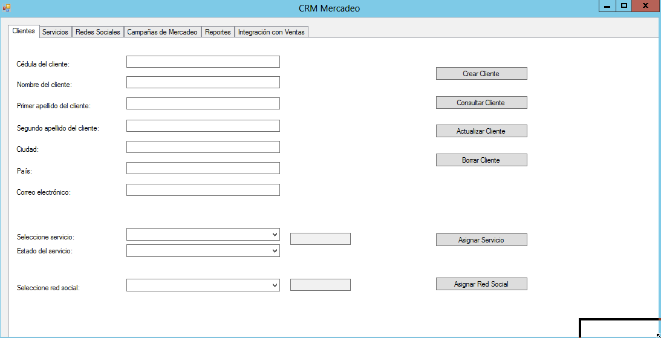 CRM Mercadeo
Clientes Servicios Redes Sociales Campañas de Mercadeo Reportes Integración con Ventas
Cédula del cliente:
Crear Cliente
Nombre del cliente:
Primer apellido del cliente:
Consultar Cliente
Segundo apellido del cliente:
Actualizar Cliente
Ciudad:
Borrar Cliente
País:
Correo electrónico:
Seleccione servicio:
Asignar Servicio
Estado del servicio:
Seleccione red social:
Asignar Red Social